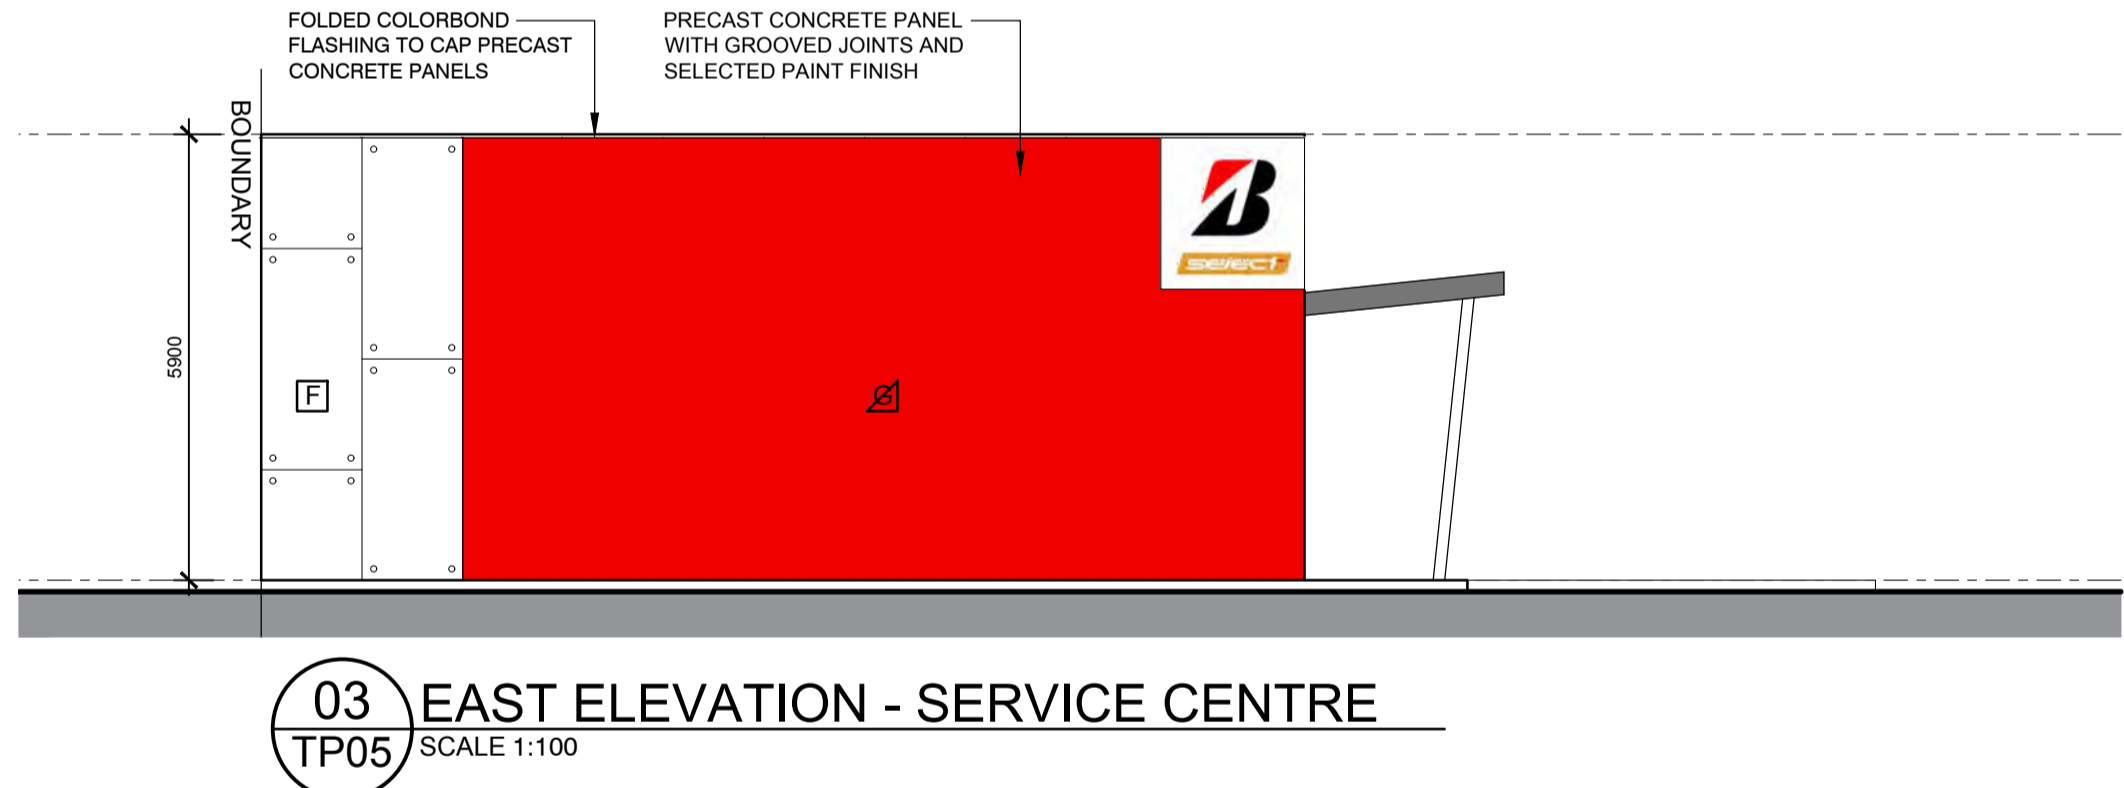 FOLDED COLORBOND
FLASHING TO CAP PRECAST
CONCRETE PANELS
PRECAST CONCRETE PANEL
WITH GROOVED JOINTS AND
SELECTED PAINT FINISH
BOUNDARY
B
select
5900
F
G
03
TP05
EAST ELEVATION - SERVICE CENTRE
SCALE 1:100